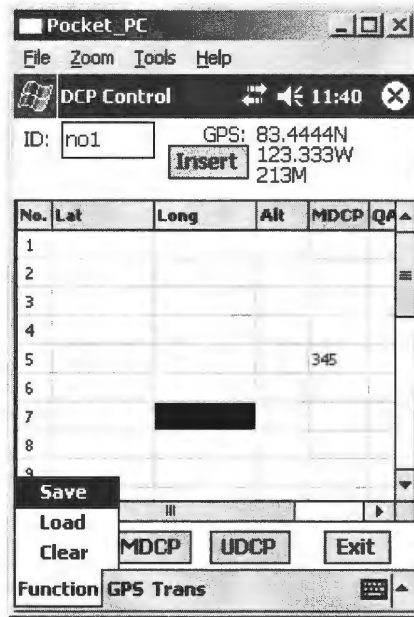 Pocket_PC
File Zoom Tools Help
DCP Control 11:40
ID: no1 GPS: 83.4444N
Insert 123.333W
213M
No. Lat Long Alt MDCP QA
1
2
3
4
5 345
6
7
8
9
Save
Load
Clear MDCP UDCP Exit
Function GPS Trans